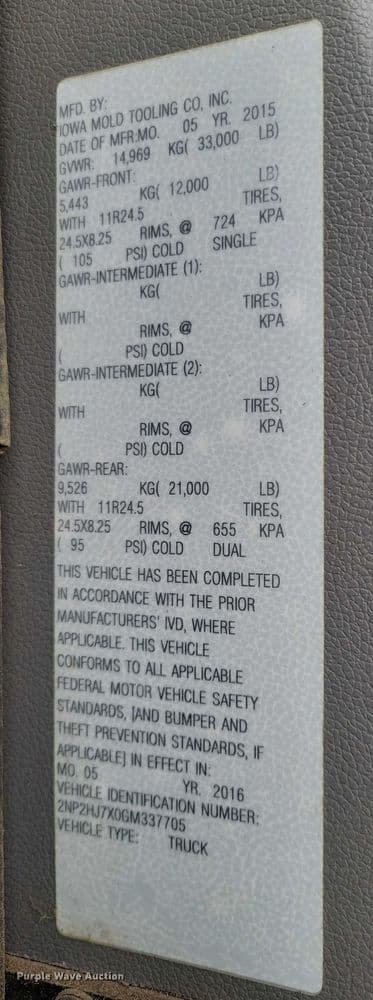 MFD. BY:
IOWA MOLD TOOLING CO, INC.
DATE OF MFR:MO. 05 YR. 2015
GVWR: 14,969 KG( 33,000 LB)
GAWR-FRONT:
5,443 KG( 12,000 LB)
WITH 11R24.5 TIRES,
24.5X8.25 RIMS, @ 724 KPA
( 105 PSI) COLD SINGLE
GAWR-INTERMEDIATE (1):
KG( LB)
WITH TIRES,
RIMS, @ KPA
( PSI) COLD
GAWR-INTERMEDIATE (2):
KG( LB)
WITH TIRES,
RIMS, @ KPA
( PSI) COLD
GAWR-REAR:
9,526 KG( 21,000 LB)
WITH 11R24.5 TIRES,
24.5X8.25 RIMS, @ 655 KPA
( 95 PSI) COLD DUAL
THIS VEHICLE HAS BEEN COMPLETED
IN ACCORDANCE WITH THE PRIOR
MANUFACTURERS' IVD, WHERE
APPLICABLE. THIS VEHICLE
CONFORMS TO ALL APPLICABLE
FEDERAL MOTOR VEHICLE SAFETY
STANDARDS, [AND BUMPER AND
THEFT PREVENTION STANDARDS, IF
APPLICABLE] IN EFFECT IN:
MO. 05 YR. 2016
VEHICLE IDENTIFICATION NUMBER:
2NP2HJ7X0GM337705
VEHICLE TYPE: TRUCK
Purple Wave Auction